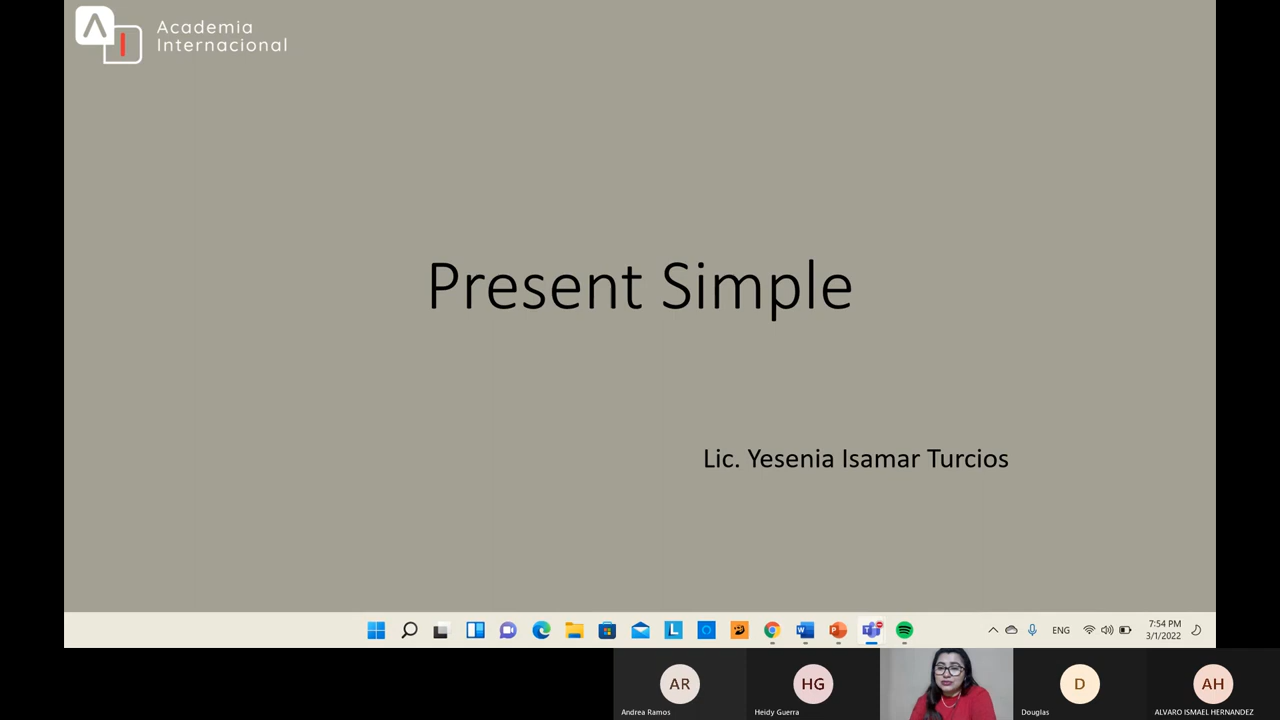 Academia
Internacional
Present Simple
Lic. Yesenia Isamar Turcios
ENG
7:54 PM
3/1/2022
AR
HG
D
AH
Andrea Ramos
Heidy Guerra
Douglas
ALVARO ISMAEL HERNANDEZ